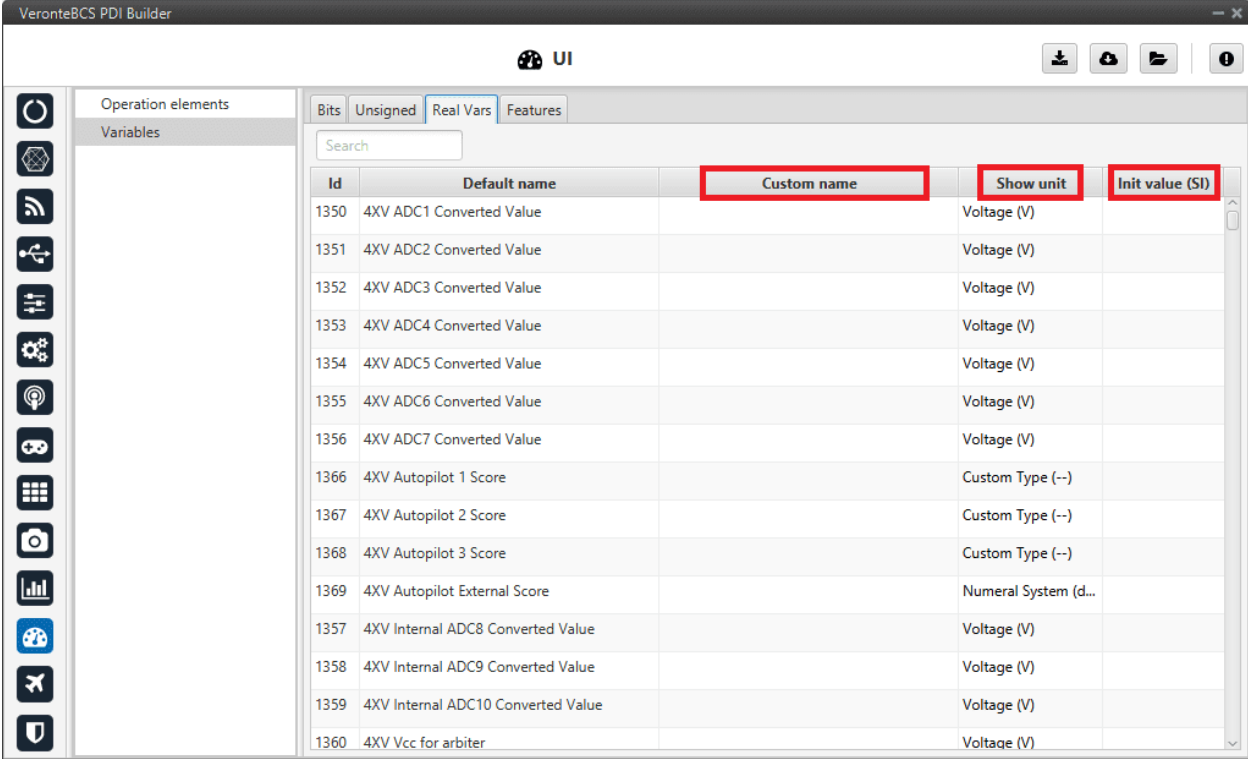 VeronteBCS PDI Builder
UI
Operation elements
Variables
Bits Unsigned Real Vars Features
Search
Id Default name Custom name Show unit Init value (SI)
1350 4XV ADC1 Converted Value Voltage (V)
1351 4XV ADC2 Converted Value Voltage (V)
1352 4XV ADC3 Converted Value Voltage (V)
1353 4XV ADC4 Converted Value Voltage (V)
1354 4XV ADC5 Converted Value Voltage (V)
1355 4XV ADC6 Converted Value Voltage (V)
1356 4XV ADC7 Converted Value Voltage (V)
1366 4XV Autopilot 1 Score Custom Type (--)
1367 4XV Autopilot 2 Score Custom Type (--)
1368 4XV Autopilot 3 Score Custom Type (--)
1369 4XV Autopilot External Score Numeral System (d...
1357 4XV Internal ADC8 Converted Value Voltage (V)
1358 4XV Internal ADC9 Converted Value Voltage (V)
1359 4XV Internal ADC10 Converted Value Voltage (V)
1360 4XV Vcc for arbiter Voltage (V)